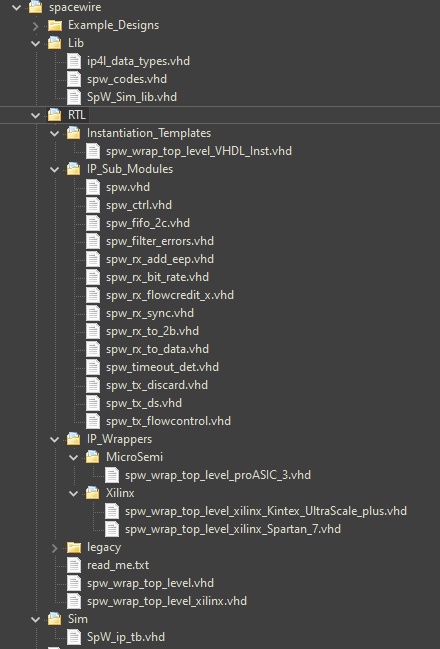 spacewire
Example_Designs
Lib
ip4l_data_types.vhd
spw_codes.vhd
SpW_Sim_lib.vhd
RTL
Instantiation_Templates
spw_wrap_top_level_VHDL_Inst.vhd
IP_Sub_Modules
spw.vhd
spw_ctrl.vhd
spw_fifo_2c.vhd
spw_filter_errors.vhd
spw_rx_add_eep.vhd
spw_rx_bit_rate.vhd
spw_rx_flowcredit_x.vhd
spw_rx_sync.vhd
spw_rx_to_2b.vhd
spw_rx_to_data.vhd
spw_timeout_det.vhd
spw_tx_discard.vhd
spw_tx_ds.vhd
spw_tx_flowcontrol.vhd
IP_Wrappers
MicroSemi
spw_wrap_top_level_proASIC_3.vhd
Xilinx
spw_wrap_top_level_xilinx_Kintex_UltraScale_plus.vhd
spw_wrap_top_level_xilinx_Spartan_7.vhd
legacy
read_me.txt
spw_wrap_top_level.vhd
spw_wrap_top_level_xilinx.vhd
Sim
SpW_ip_tb.vhd